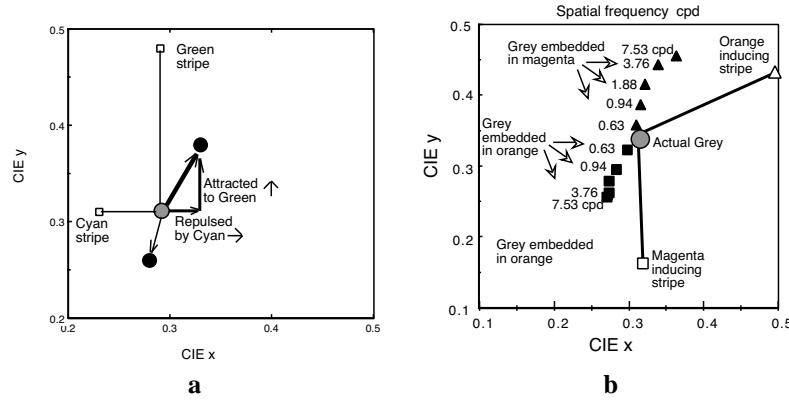 0.5
0.4
0.3
0.2
CIE y
Green
stripe
Attracted
to Green
Repulsed
by Cyan
Cyan
stripe
0.2
0.3
0.4
0.5
CIE x
a
Spatial frequency cpd
0.5
0.4
0.3
0.2
0.1
CIE y
Grey embedded
in magenta
7.53 cpd
3.76
1.88
0.94
0.63
Orange
inducing
stripe
Grey
embedded
in orange
0.63
0.94
3.76
7.53 cpd
Actual Grey
Grey embedded
in orange
Magenta
inducing
stripe
0.1
0.2
0.3
0.4
0.5
CIE x
b